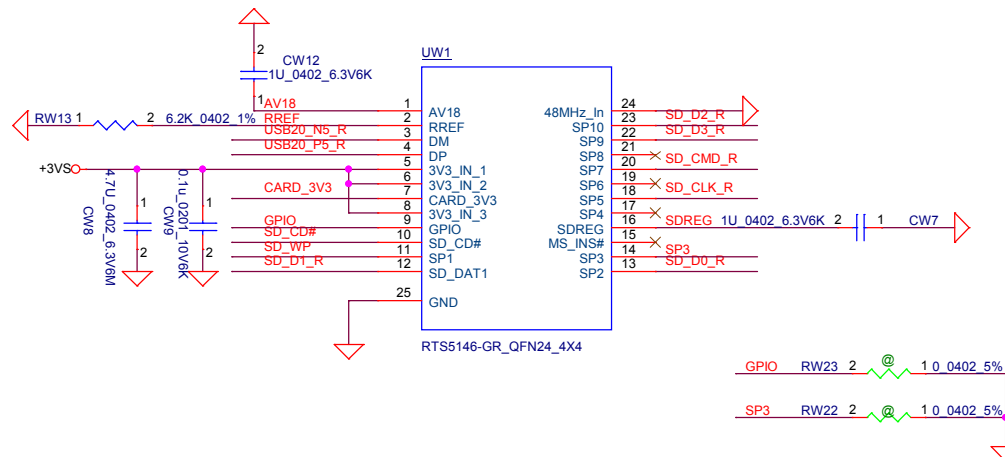 2
CW12
1U_0402_6.3V6K
1
UW1
AV18
1
AV18
RW13 1
2
6.2K_0402_1%
RREF
2
RREF
USB20_N5_R
3
DM
USB20_P5_R
4
DP
+3VS
5
3V3_IN_1
6
3V3_IN_2
CARD_3V3
7
CARD_3V3
8
3V3_IN_3
GPIO
9
GPIO
SD_CD#
10
SD_CD#
SD_WP
11
SP1
SD_D1_R
12
SD_DAT1
25
GND
48MHz_In
24
SP10
23
SD_D2_R
SP9
22
SD_D3_R
SP8
21
SP7
20
SD_CMD_R
SP6
19
SP5
18
SD_CLK_R
SP4
17
SDREG
16
SDREG
1U_0402_6.3V6K
2
1
CW7
MS_INS#
15
SP3
14
SP3
SP2
13
SD_D0_R
4.7U_0402_6.3V6M
CW8
1
2
0.1u_0201_10V6K
CW9
1
2
RTS5146-GR_QFN24_4X4
GPIO
RW23
2
@
1
0_0402_5%
SP3
RW22
2
@
1
0_0402_5%